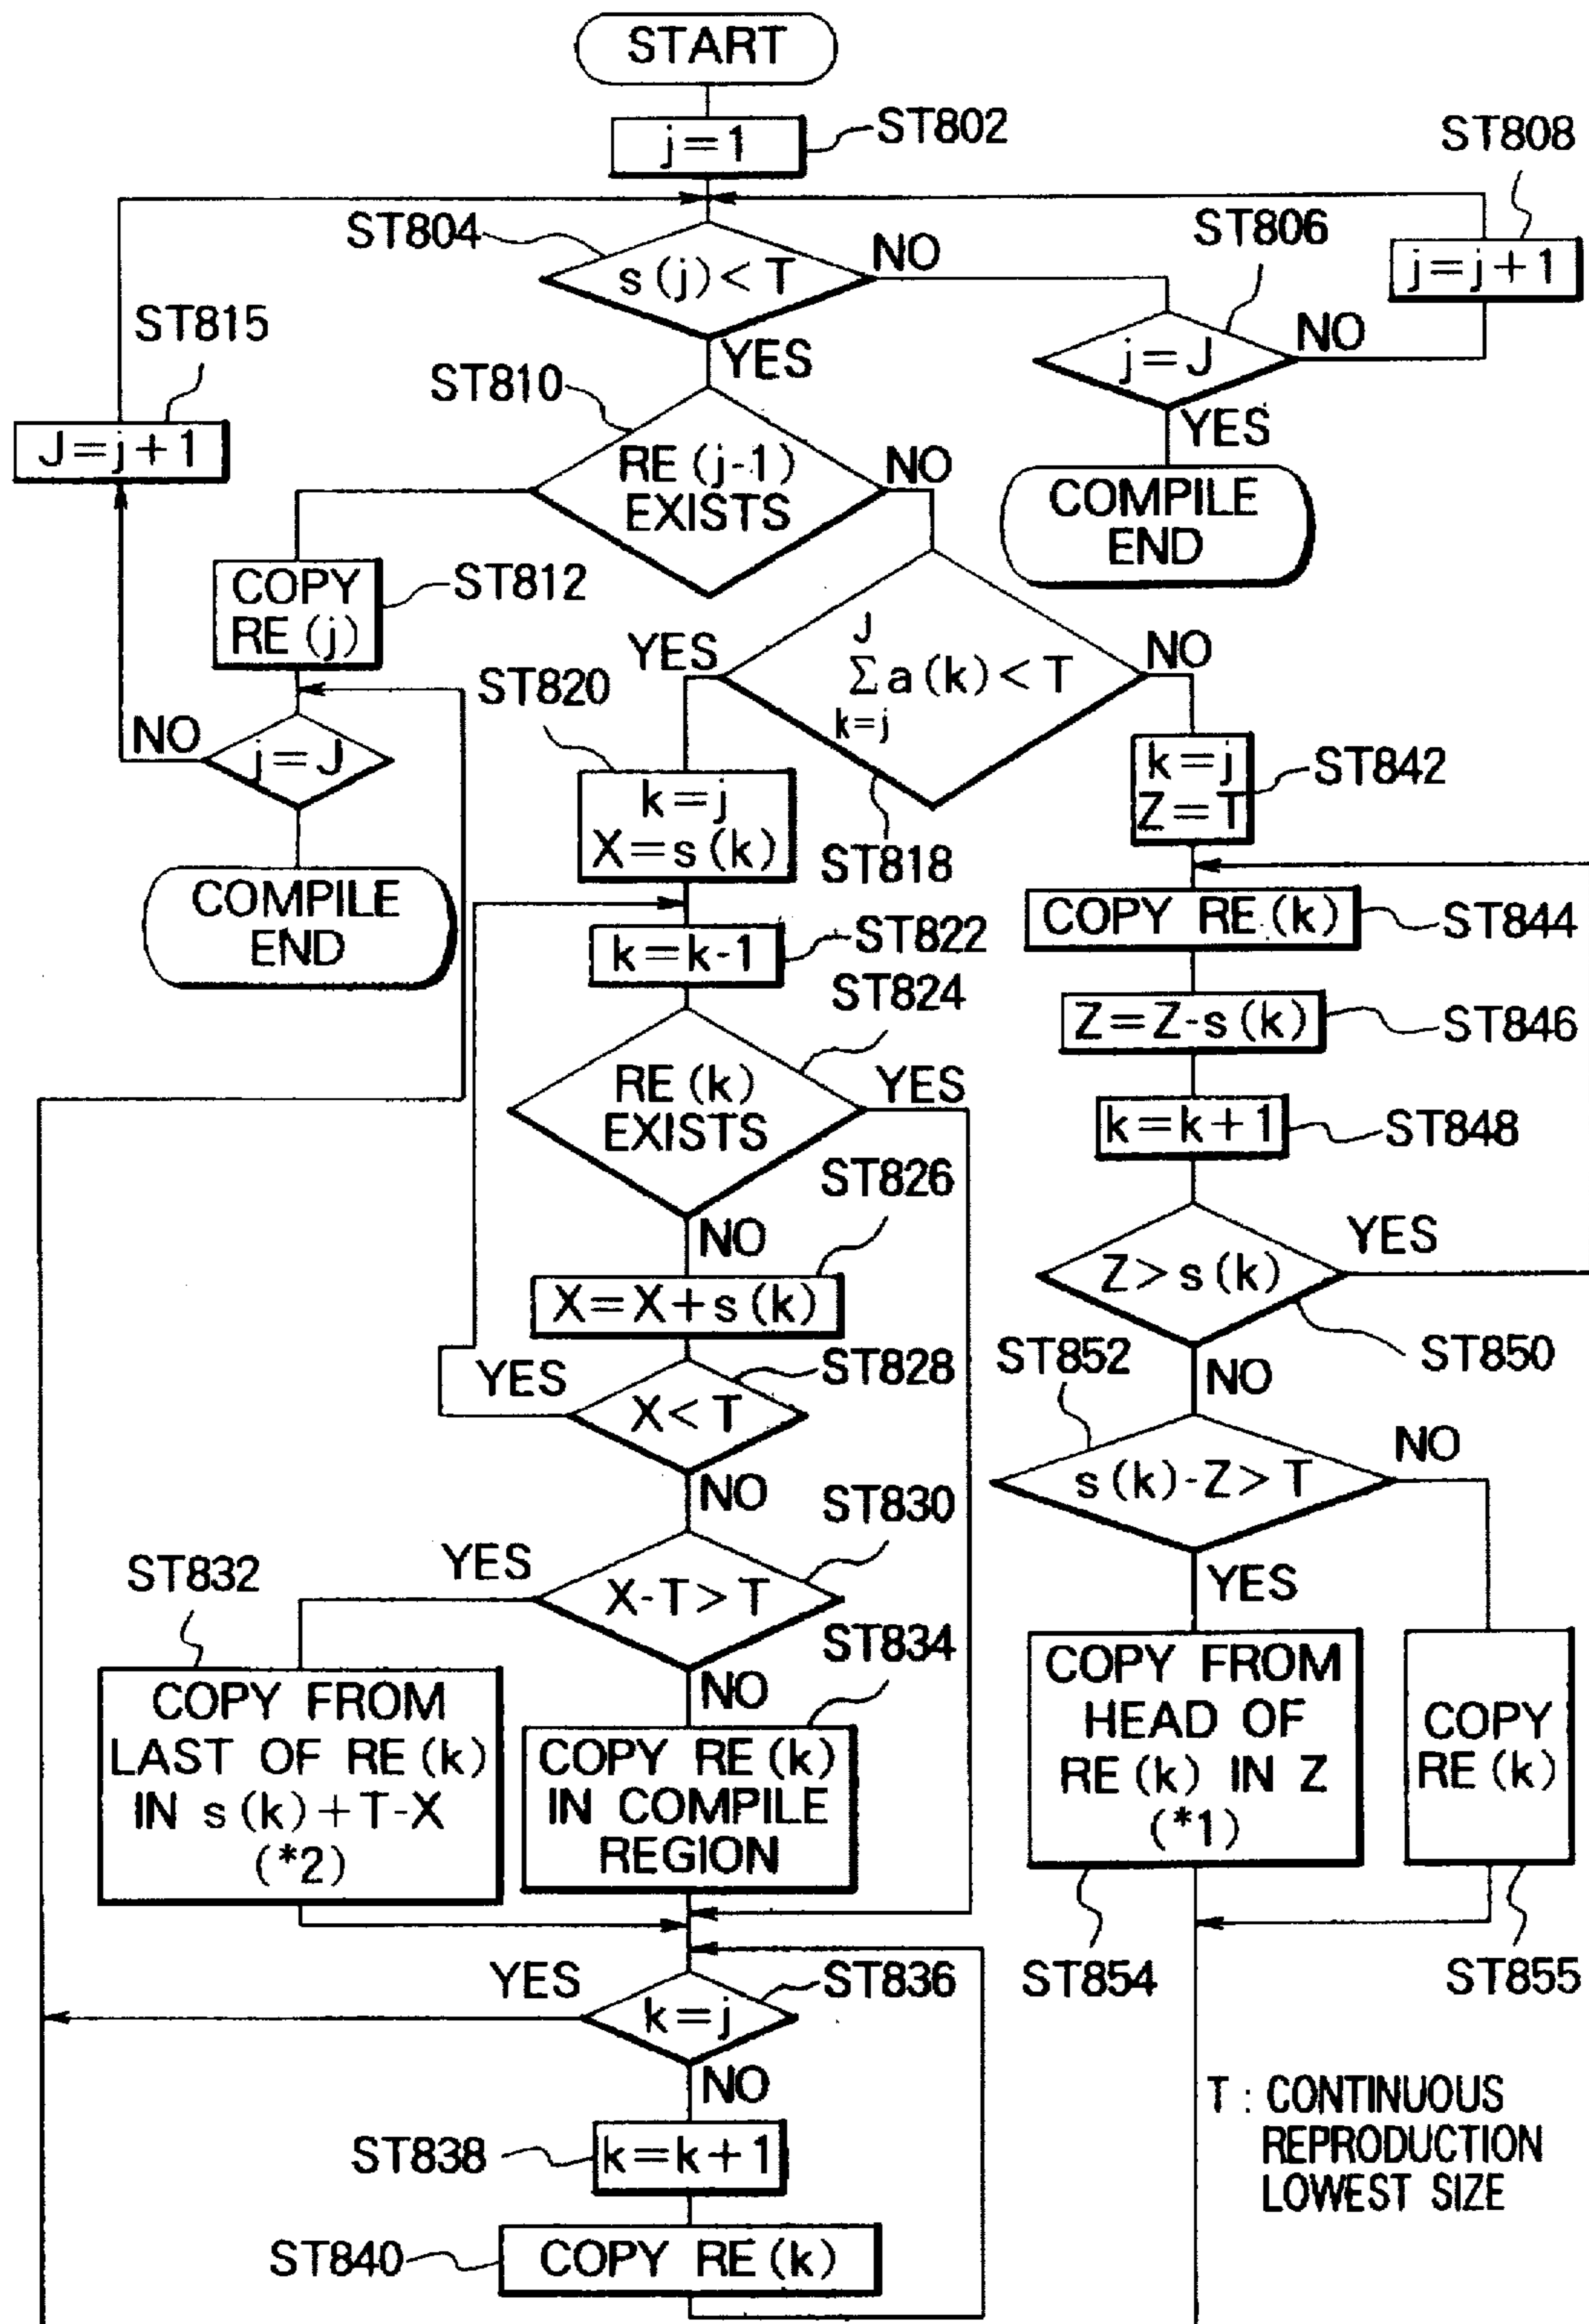 START
j=1
ST802
ST808
j=j+1
ST804
s(j)<T
NO
ST806
j=J
NO
YES
COMPILE
END
ST815
J=j+1
YES
ST810
RE(j-1)
EXISTS
NO
COPY
RE(j)
ST812
NO
j=J
COMPILE
END
YES
J
Σa(k)<T
k=j
NO
ST818
ST820
k=j
X=s(k)
k=k-1
ST822
ST824
RE(k)
EXISTS
YES
NO
ST826
X=X+s(k)
YES
X<T
ST828
NO
ST830
YES
X-T>T
ST832
COPY FROM
LAST OF RE(k)
IN s(k)+T-X
(*2)
NO
ST834
COPY RE(k)
IN COMPILE
REGION
YES
k=j
ST836
NO
ST838
k=k+1
ST840
COPY RE(k)
k=j
Z=T
ST842
COPY RE(k)
ST844
Z=Z-s(k)
ST846
k=k+1
ST848
Z>s(k)
YES
ST850
NO
ST852
s(k)-Z>T
NO
YES
COPY FROM
HEAD OF
RE(k) IN Z
(*1)
ST854
COPY
RE(k)
ST855
T : CONTINUOUS
REPRODUCTION
LOWEST SIZE